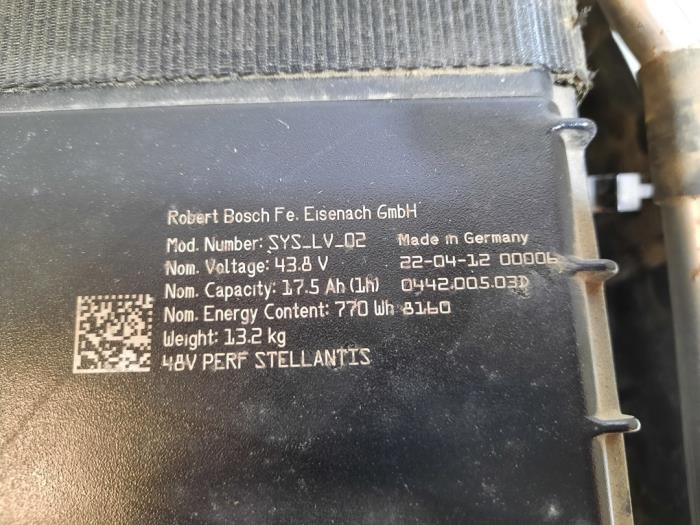 Robert Bosch Fe. Eisenach GmbH
Mod. Number: SYS_LV_02 Made in Germany
Nom. Voltage: 43.8 V 22-04-12 00006
Nom. Capacity: 17.5 Ah (1h) 0442.005.03D
Nom. Energy Content: 770 Wh 8160
Weight: 13.2 kg
48V PERF STELLANTIS